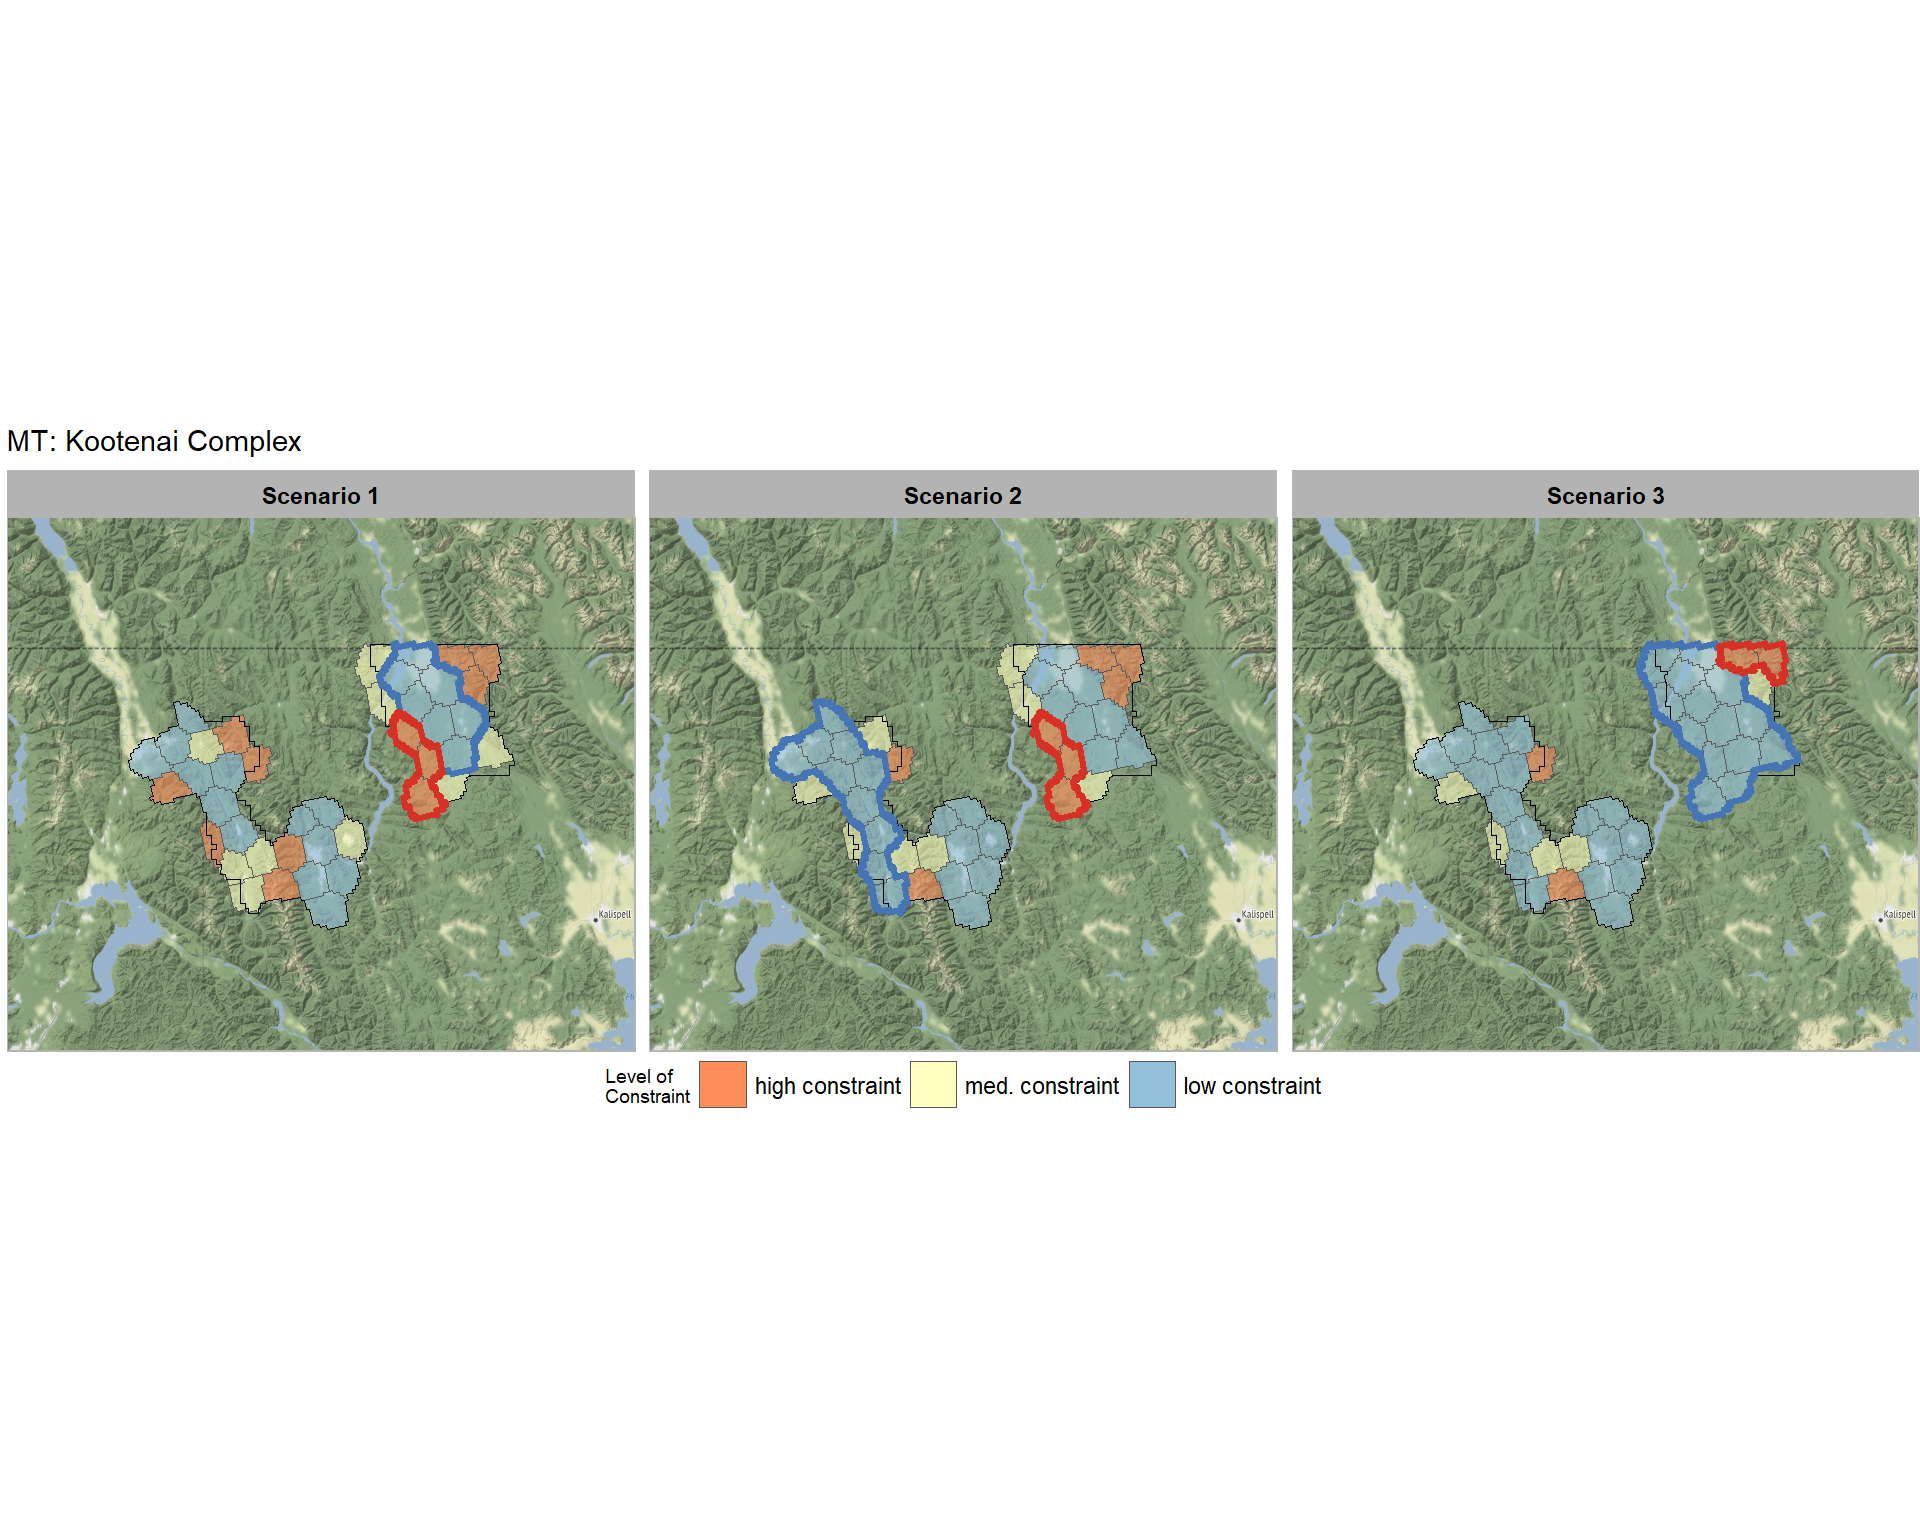 MT: Kootenai Complex
Scenario 1
Scenario 2
Scenario 3
Kalispell
Kalispell
Kalispell
Level of
Constraint
high constraint
med. constraint
low constraint